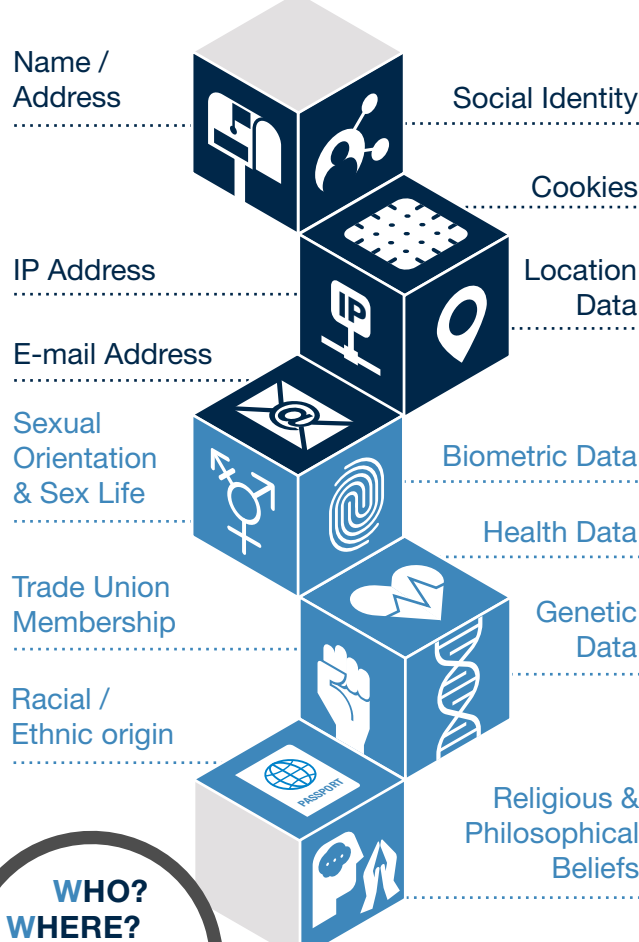 Name /
Address
Social Identity
Cookies
IP Address
IP
Location
Data
E-mail Address
@
Sexual
Orientation
& Sex Life
Biometric Data
Health Data
Trade Union
Membership
Genetic
Data
Racial /
Ethnic origin
PASSPORT
Religious &
Philosophical
Beliefs
WHO?
WHERE?